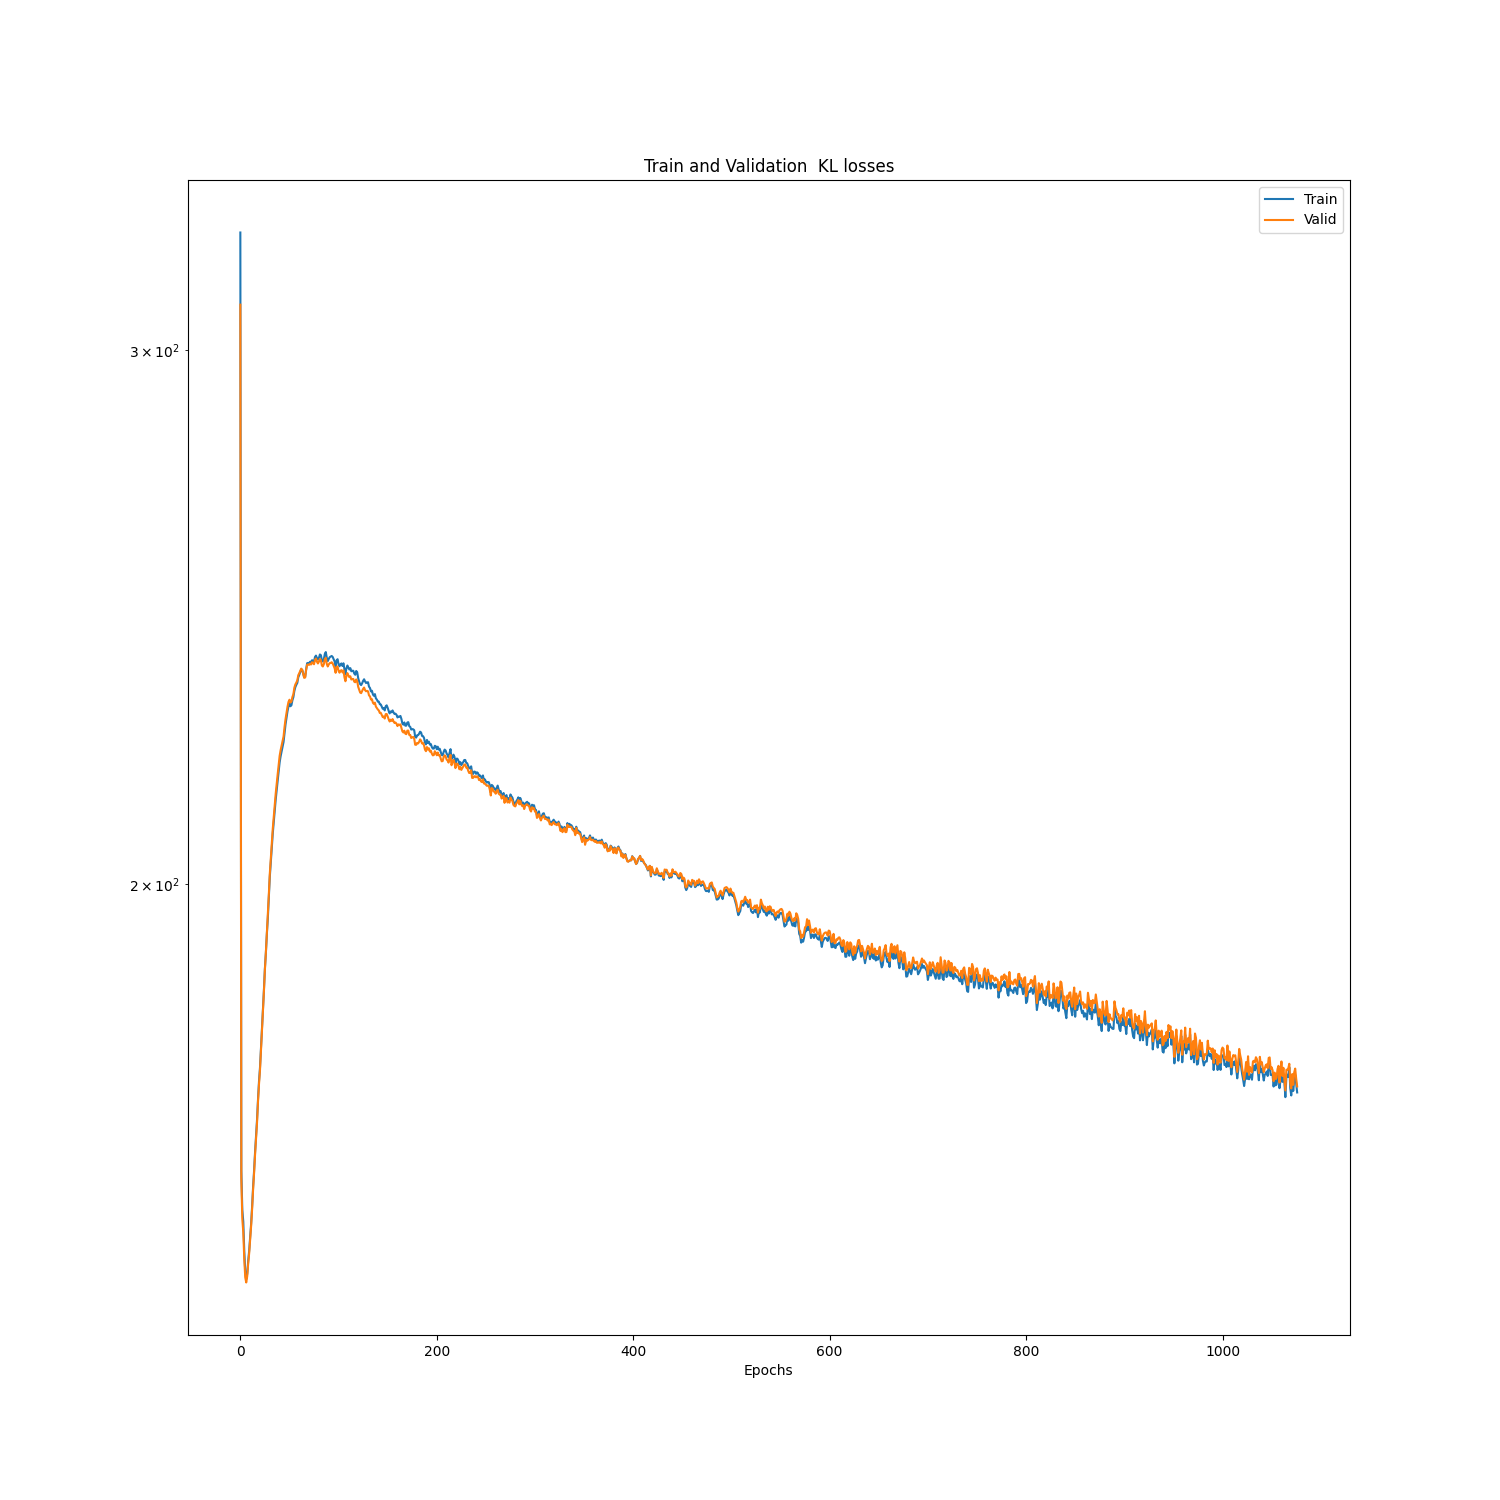 Train and Validation  KL losses
Train
Valid
3 × 10²
2 × 10²
0 200 400 600 800 1000
Epochs